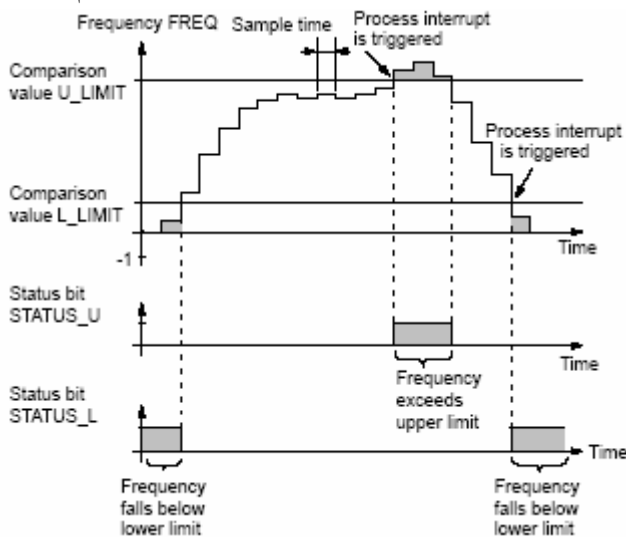 Frequency FREQ
Sample time
Process interrupt
is triggered
Comparison
value U_LIMIT
Process interrupt
is triggered
Comparison
value L_LIMIT
Time
-1
Status bit
STATUS_U
Time
Frequency
exceeds
upper limit
Status bit
STATUS_L
Time
Frequency
falls below
lower limit
Frequency
falls below
lower limit